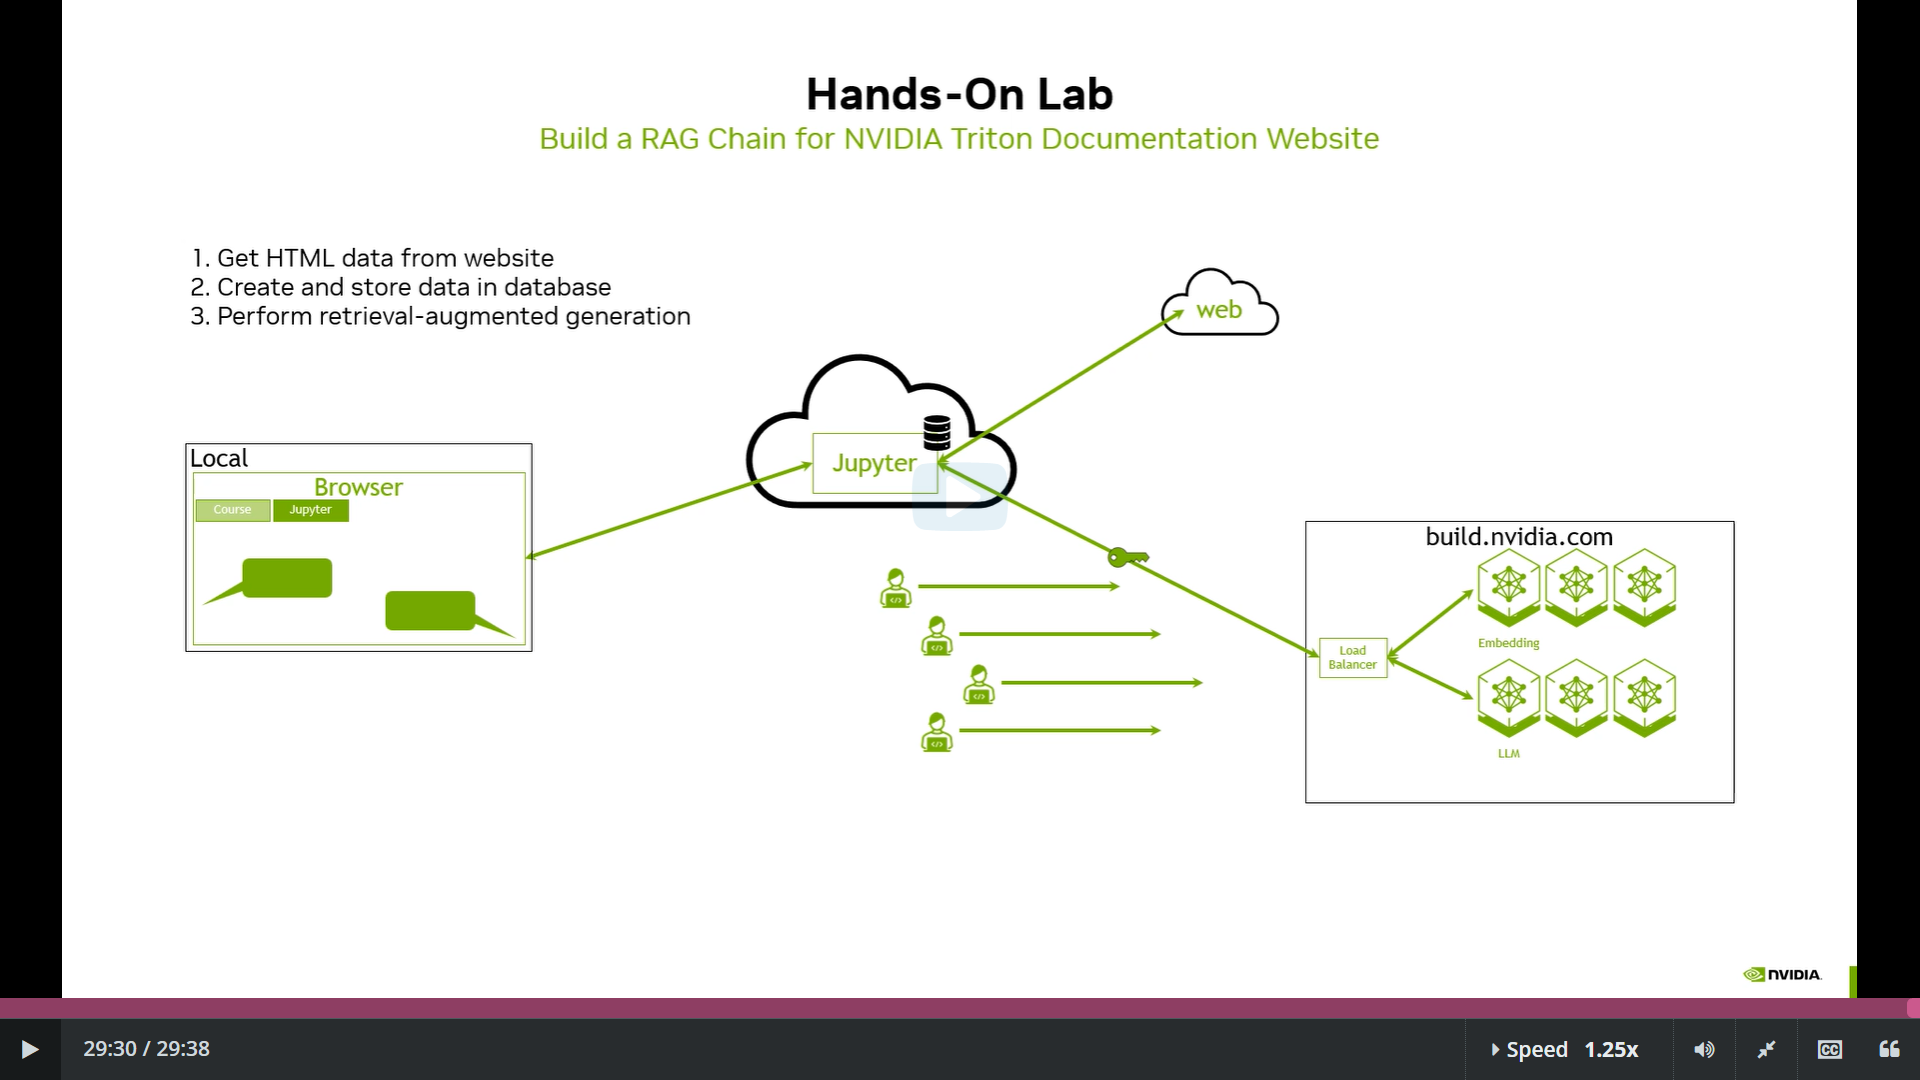 Hands-On Lab
Build a RAG Chain for NVIDIA Triton Documentation Website
1. Get HTML data from website
2. Create and store data in database
3. Perform retrieval-augmented generation
web
Jupyter
Local
Browser
Course
Jupyter
build.nvidia.com
Embedding
Load
Balancer
LLM
NVIDIA.
29:30 / 29:38
Speed 1.25x
CC